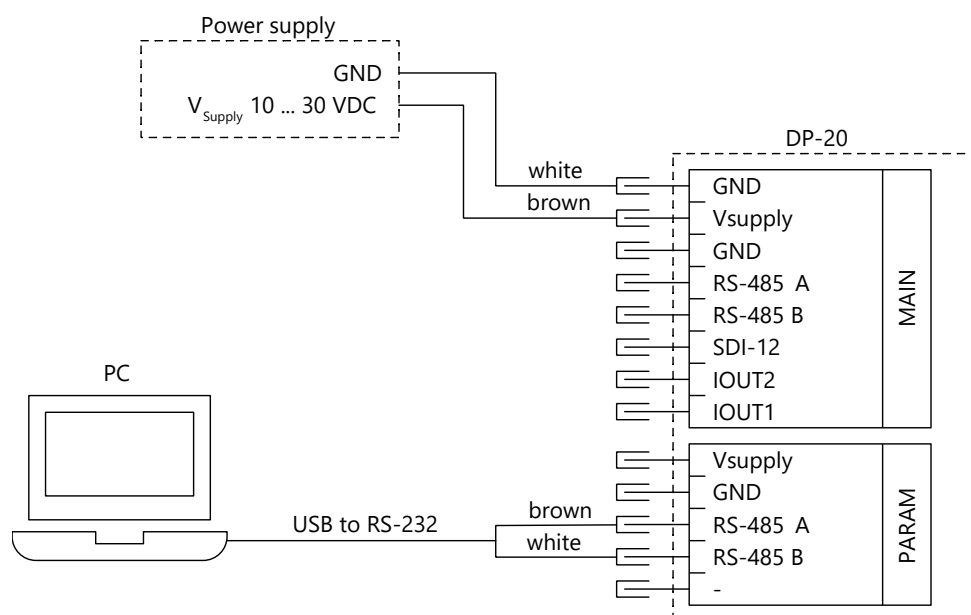 Power supply
GND
VSupply 10 ... 30 VDC
DP-20
white
GND
brown
Vsupply
GND
RS-485 A
RS-485 B
SDI-12
IOUT2
IOUT1
MAIN
PC
Vsupply
GND
USB to RS-232
brown
RS-485 A
white
RS-485 B
-
PARAM